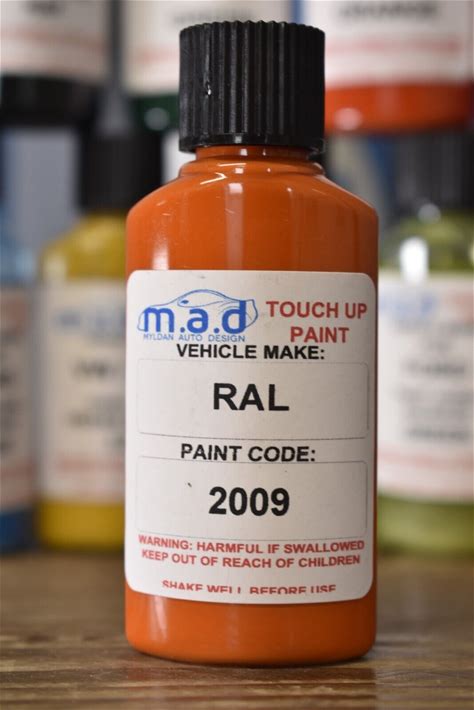 m.a.d
MYLDAN AUTO DESIGN
TOUCH UP
PAINT
VEHICLE MAKE:
RAL
PAINT CODE:
2009
WARNING: HARMFUL IF SWALLOWED
KEEP OUT OF REACH OF CHILDREN
SHAKE WELL BEFORE USE